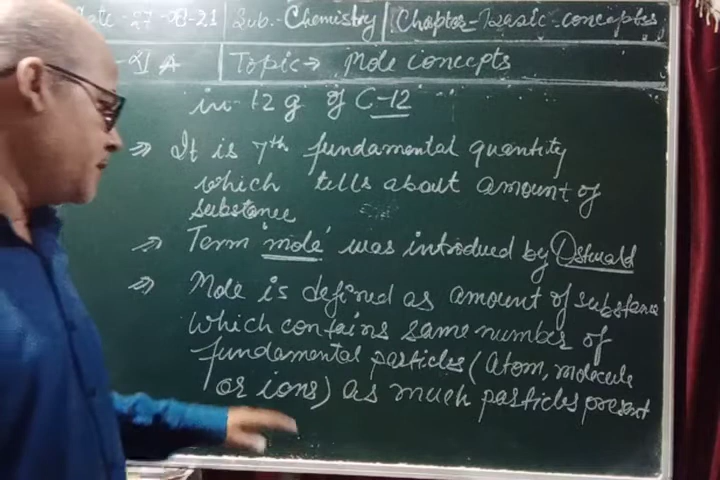 Date 27-08-21 Sub. Chemistry Chapter - Basic concepts
XI A Topic → Mole concepts
in 12 g of C-12
⇒ It is 7th fundamental quantity
which tells about amount of
substance
⇒ Term 'mole' was introduced by Ostwald
⇒ Mole is defined as amount of substance
which contains same number of
fundamental particles (atom, molecule
or ions) as much particles present